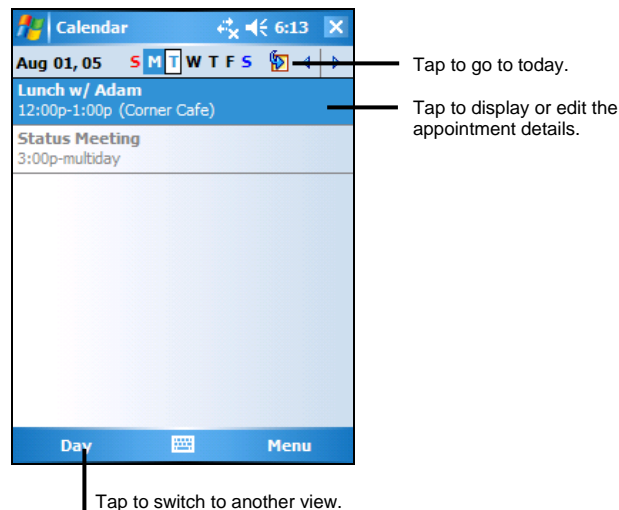 Calendar 6:13
Aug 01, 05 S M T W T F S
Tap to go to today.
Lunch w/ Adam
12:00p-1:00p (Corner Cafe)
Tap to display or edit the
appointment details.
Status Meeting
3:00p-multiday
Day Menu
Tap to switch to another view.